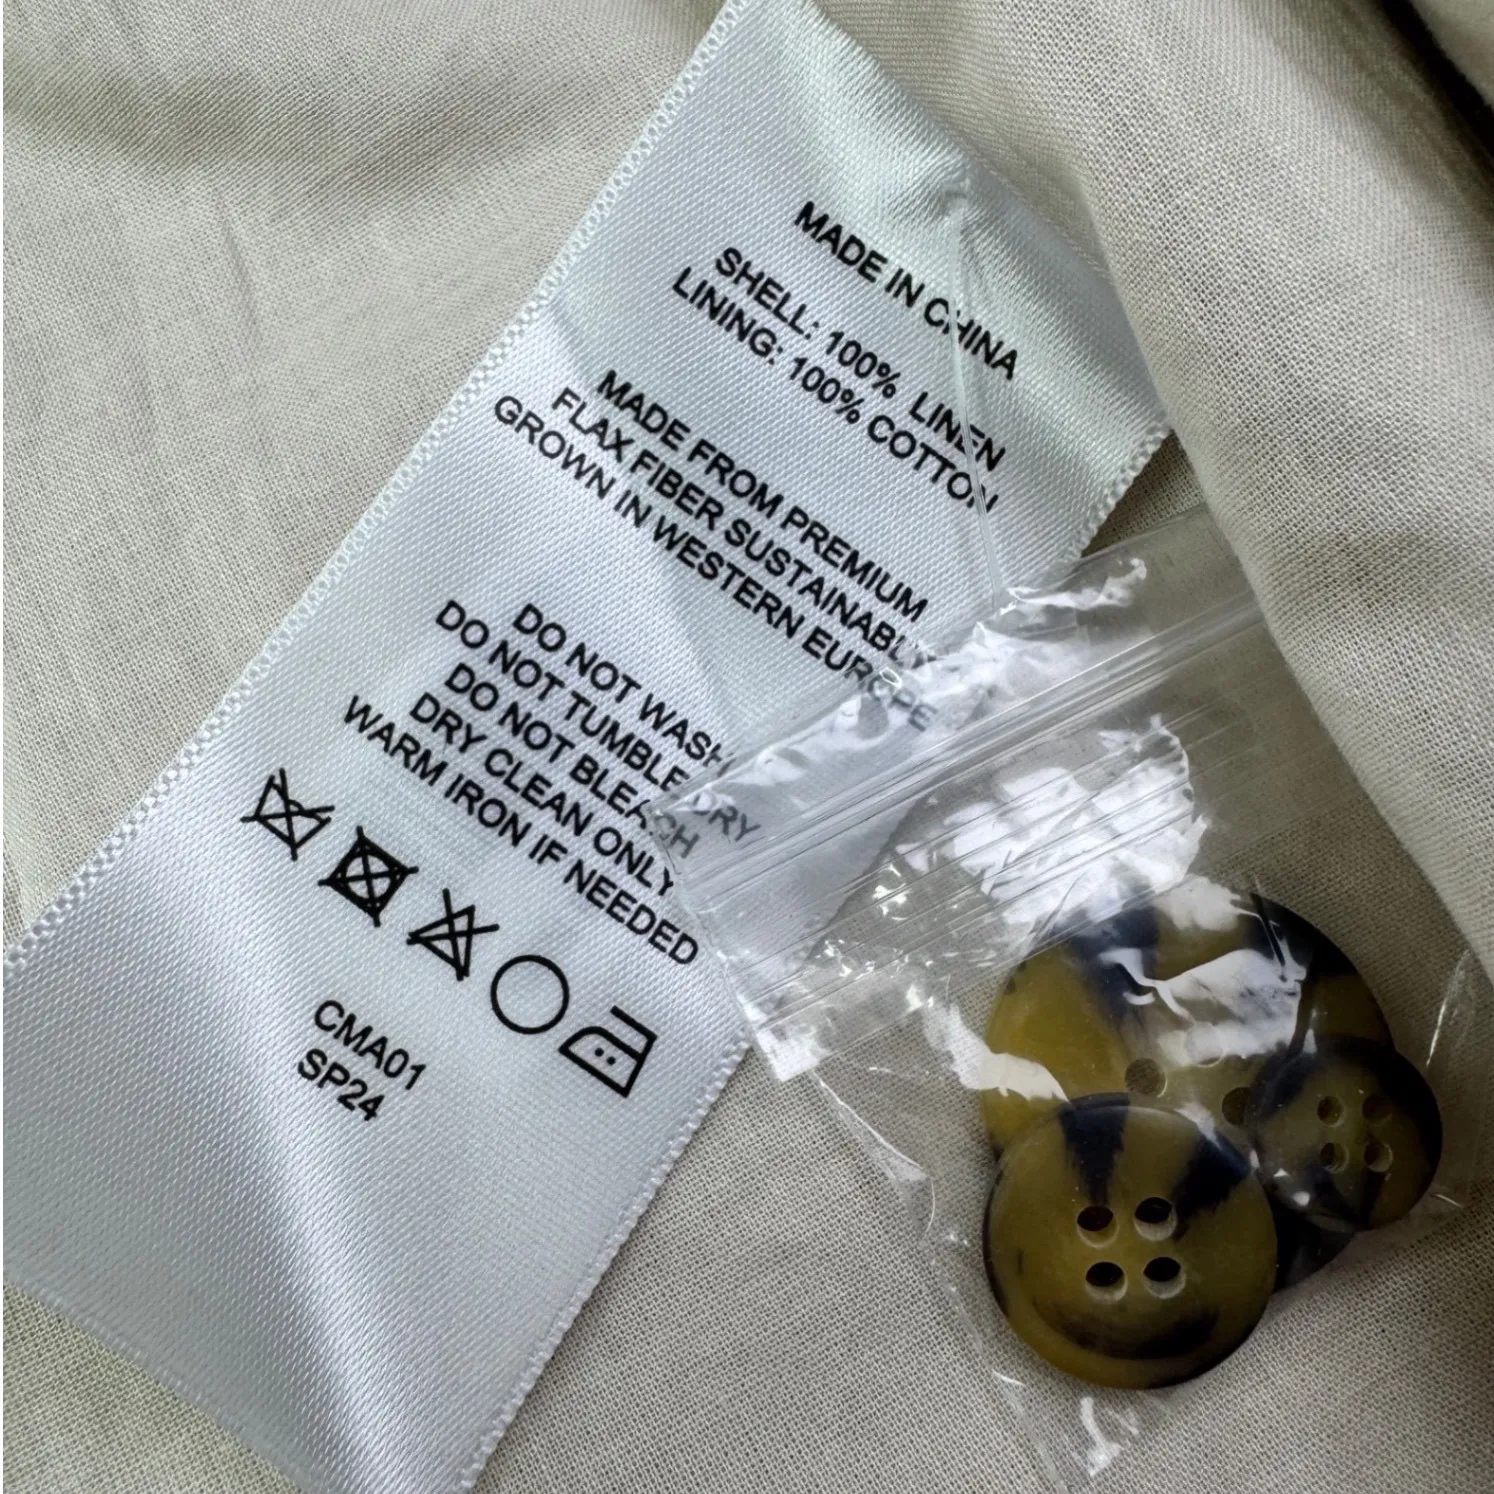 MADE IN CHINA
SHELL: 100% LINEN
LINING: 100% COTTON
MADE FROM PREMIUM
FLAX FIBER SUSTAINABLY
GROWN IN WESTERN EUROPE
DO NOT WASH
DO NOT TUMBLE DRY
DO NOT BLEACH
DRY CLEAN ONLY
WARM IRON IF NEEDED
CMA01
SP24